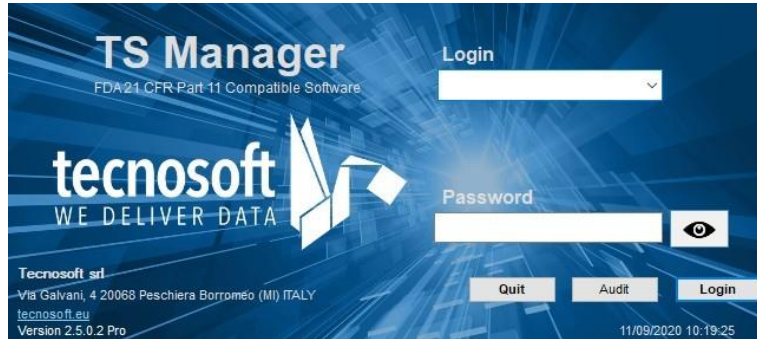 TS Manager
FDA 21 CFR Part 11 Compatible Software
Login
tecnosoft
WE DELIVER DATA
Password
Tecnosoft srl
Via Galvani, 4 20068 Peschiera Borromeo (MI) ITALY
tecnosoft.eu
Version 2.5.0.2 Pro
Quit Audit Login
11/09/2020 10:19:25